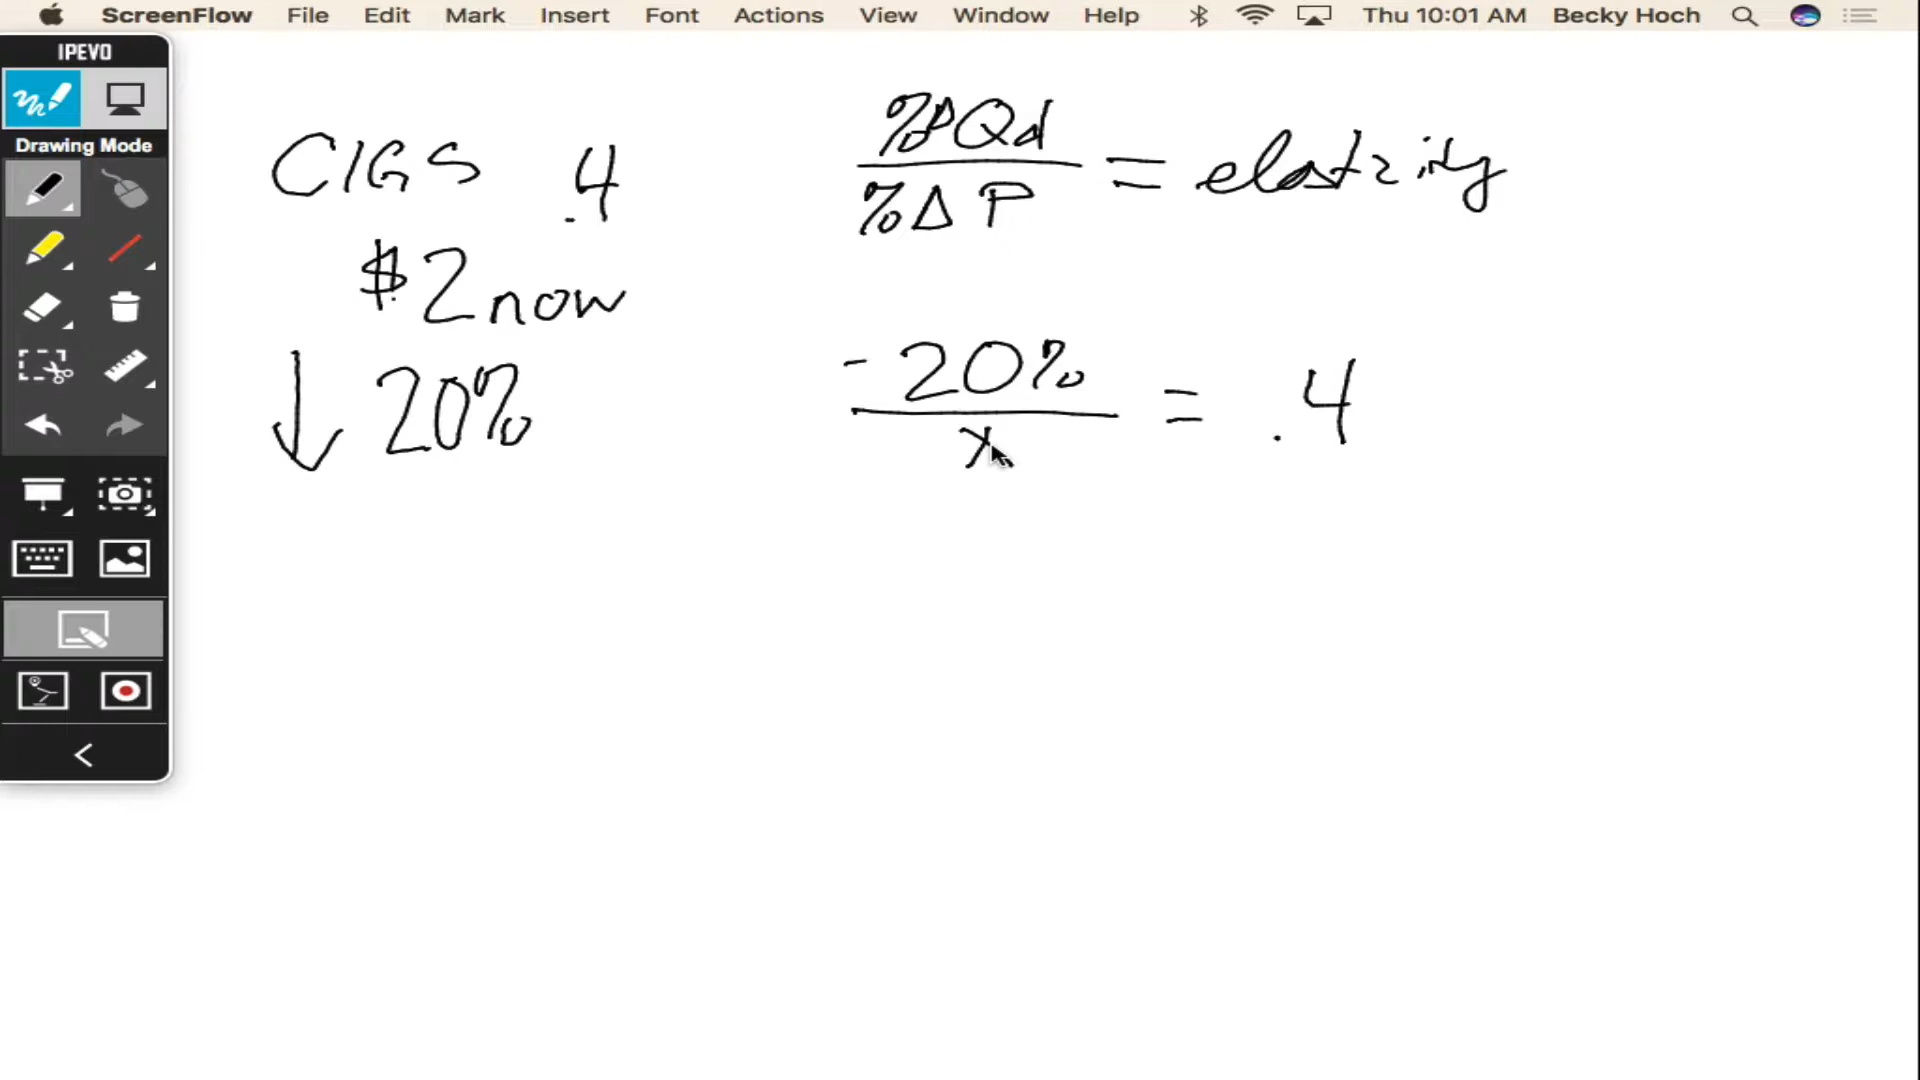 ScreenFlow File Edit Mark Insert Font Actions View Window Help Thu 10:01 AM Becky Hoch
IPEVO
Drawing Mode
CIGS .4
$2 now
↓ 20%
%ΔQd
%ΔP
= elasticity
-20%
x
= .4